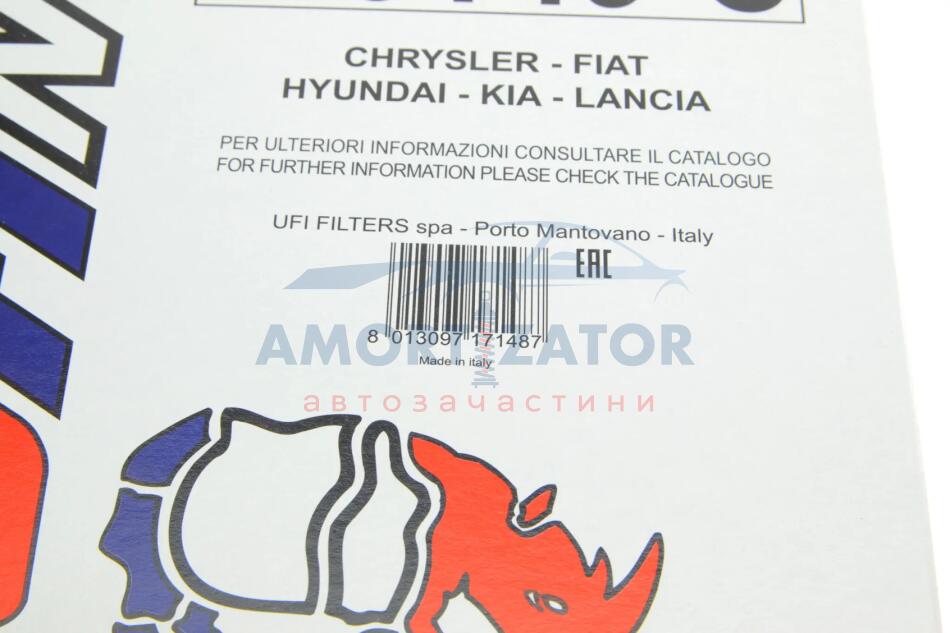 CHRYSLER - FIAT
HYUNDAI - KIA - LANCIA
PER ULTERIORI INFORMAZIONI CONSULTARE IL CATALOGO
FOR FURTHER INFORMATION PLEASE CHECK THE CATALOGUE
UFI FILTERS spa - Porto Mantovano - Italy
EAC
8 013097 171487
Made in italy
AMORTIZATOR
автозачастини